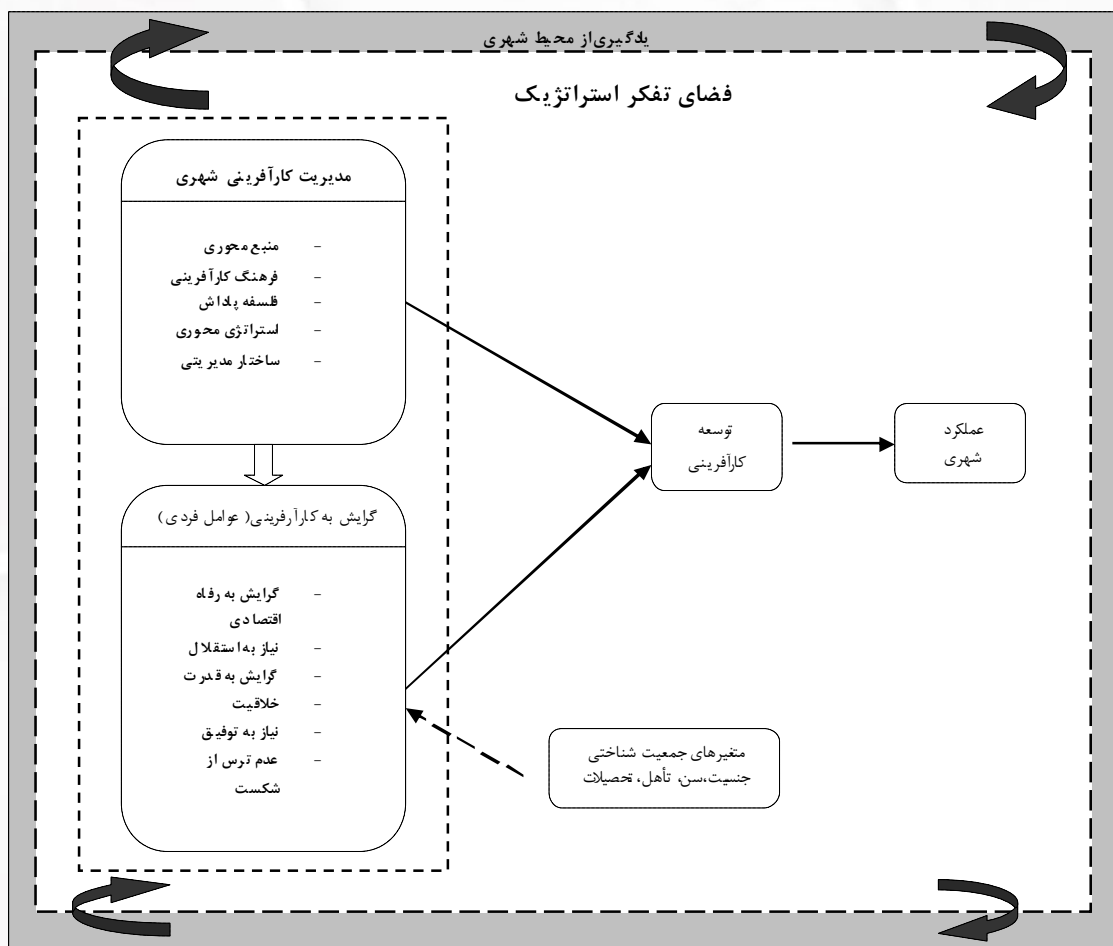 یادگیری از محیط شهری
فضای تفکر استراتژیک
مدیریت کارآفرینی شهری
- منبع محوری
- فرهنگ کارآفرینی
- فلسفه پاداش
- استراتژی محوری
- ساختار مدیریتی
گرایش به کارآرفرینی( عوامل فردی)
- گرایش به رفاه
اقتصادی
- نیاز به استقلال
- گرایش به قدرت
- خلاقیت
- نیاز به توفیق
- عدم ترس از
شکست
توسعه
کارآفرینی
عملکرد
شهری
متغیرهای جمعیت شناختی
جنسیت،سن، تأهل، تحصیلات